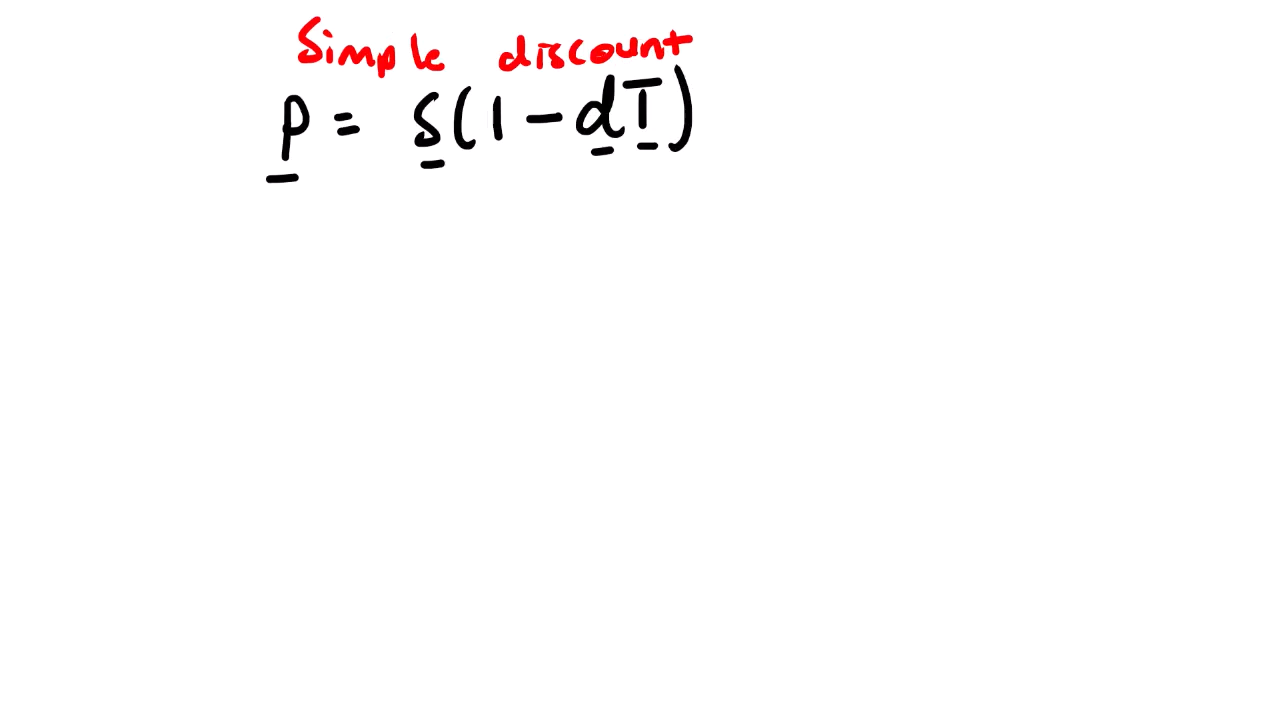 Simple discount
P = S(1 - dT)